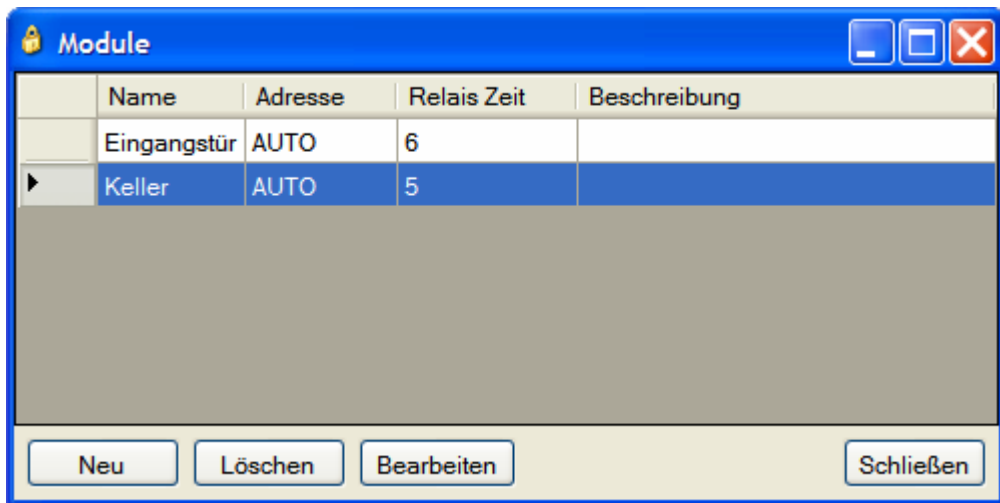 Module
Name Adresse Relais Zeit Beschreibung
Eingangstür AUTO 6
Keller AUTO 5
Neu Löschen Bearbeiten Schließen